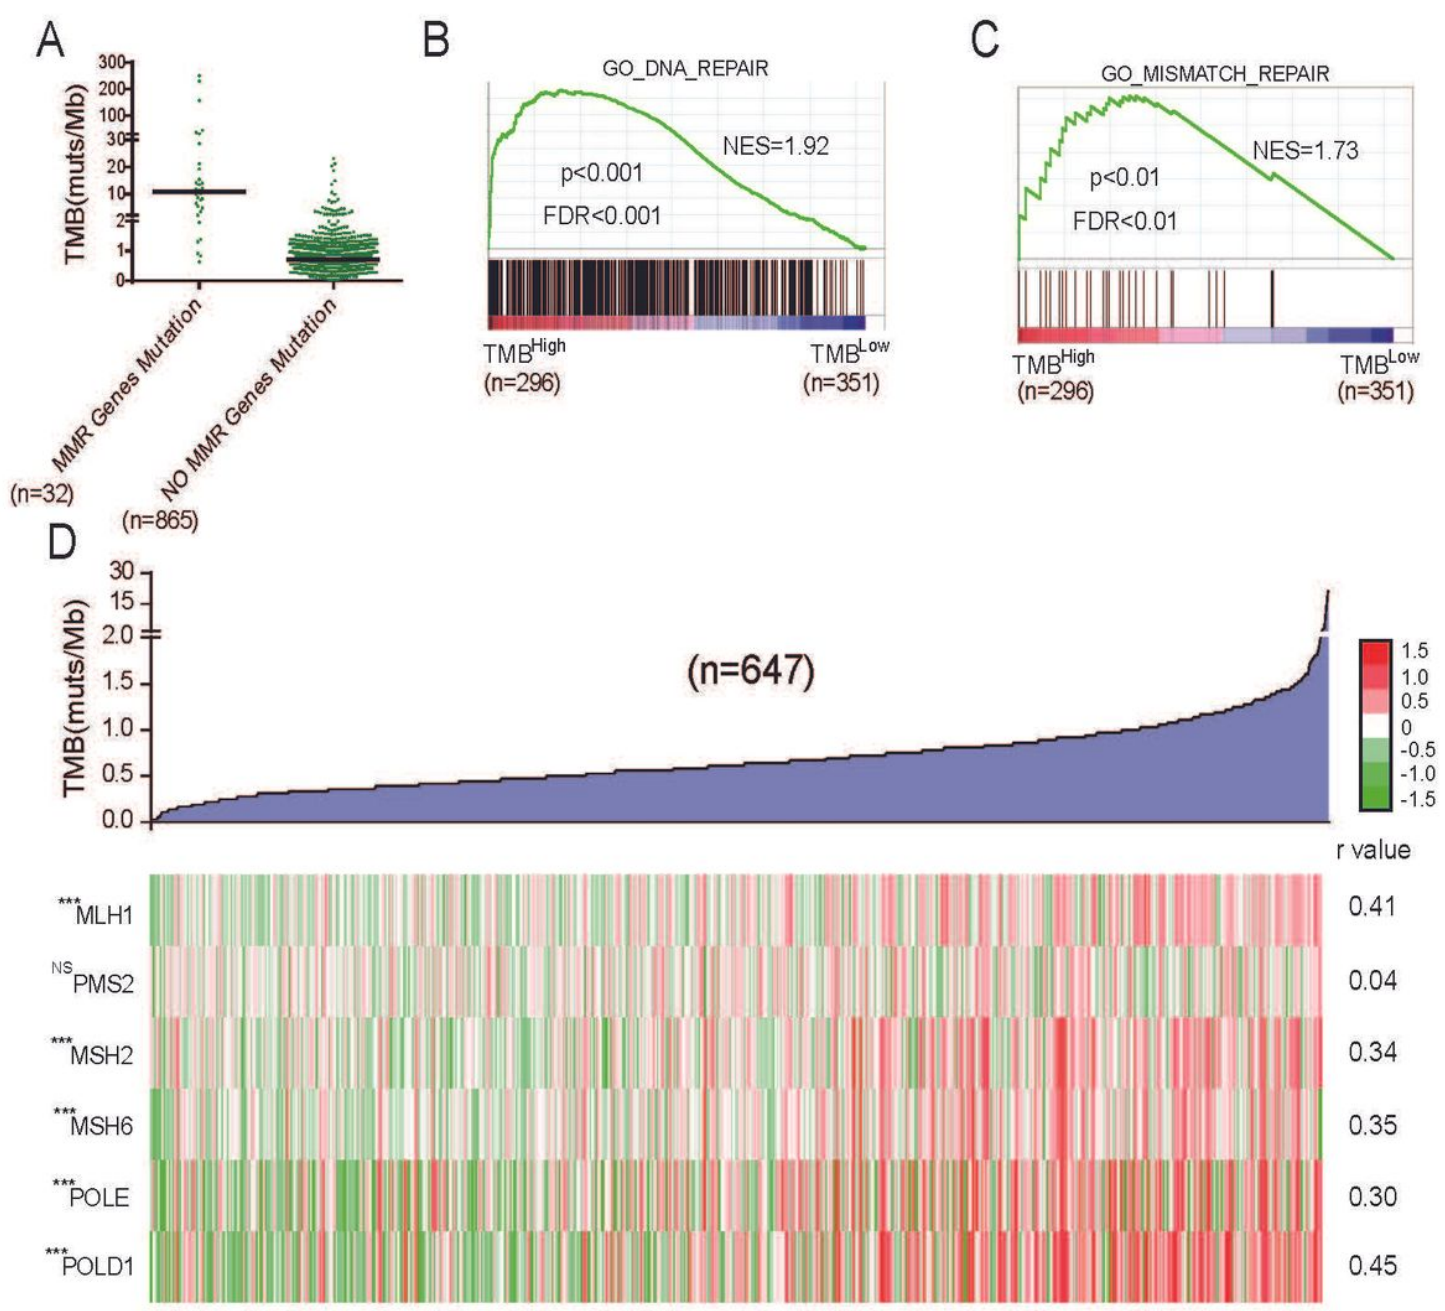 A
TMB(muts/Mb)
300
200
100
30
20
10
2
1
0
MMR Genes Mutation
(n=32)
NO MMR Genes Mutation
(n=865)
B
GO_DNA_REPAIR
NES=1.92
p<0.001
FDR<0.001
TMBHigh
(n=296)
TMBLow
(n=351)
C
GO_MISMATCH_REPAIR
NES=1.73
p<0.01
FDR<0.01
TMBHigh
(n=296)
TMBLow
(n=351)
D
TMB(muts/Mb)
30
15
2.0
1.5
1.0
0.5
0.0
(n=647)
1.5
1.0
0.5
0
-0.5
-1.0
-1.5
r value
***MLH1 0.41
NSPMS2 0.04
***MSH2 0.34
***MSH6 0.35
***POLE 0.30
***POLD1 0.45